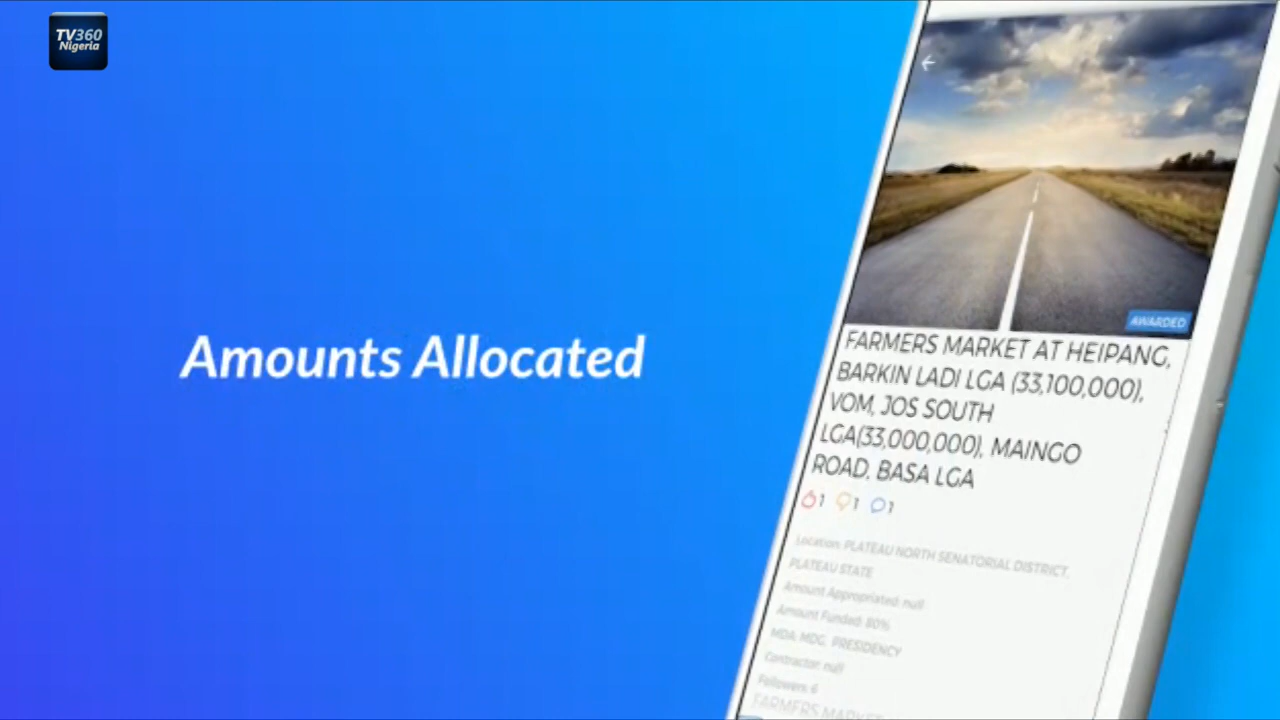 TV360
Nigeria
Amounts Allocated
AWARDED
FARMERS MARKET AT HEIPANG,
BARKIN LADI LGA (33,100,000),
VOM, JOS SOUTH
LGA(33,000,000), MAINGO
ROAD, BASA LGA
1 1 1
Location: PLATEAU NORTH SENATORIAL DISTRICT,
PLATEAU STATE
Amount Appropriated: null
Amount Funded: 80%
MDA: MDG, PRESIDENCY
Contractor: null
Followers: 6
FARMERS MARKET